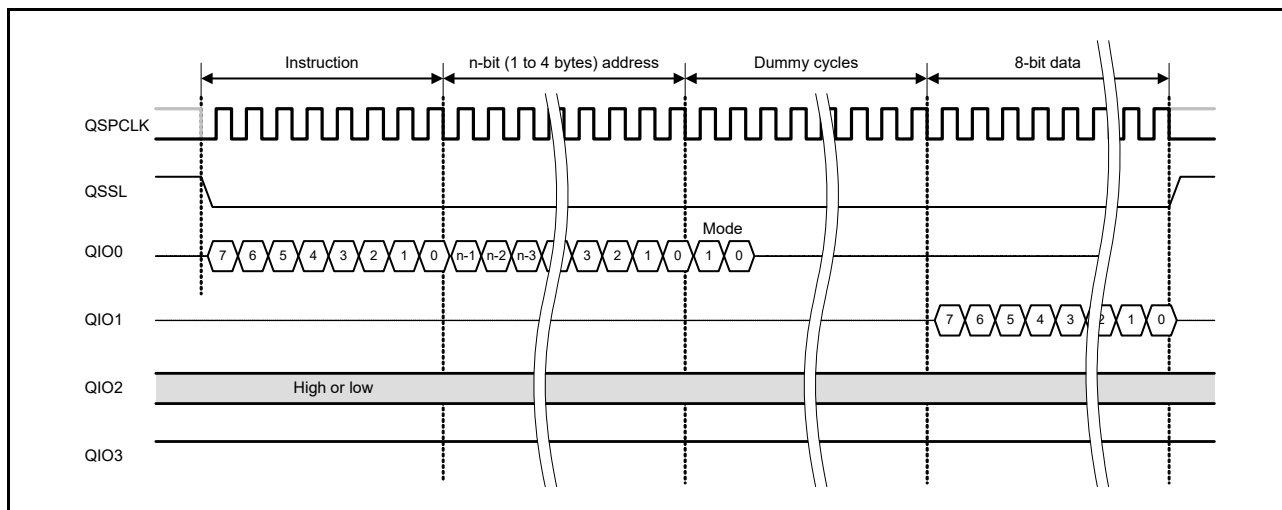 Instruction n-bit (1 to 4 bytes) address Dummy cycles 8-bit data
QSPCLK
QSSL
Mode
QIO0 7 6 5 4 3 2 1 0 n-1 n-2 n-3 3 2 1 0 1 0
QIO1 7 6 5 4 3 2 1 0
QIO2 High or low
QIO3